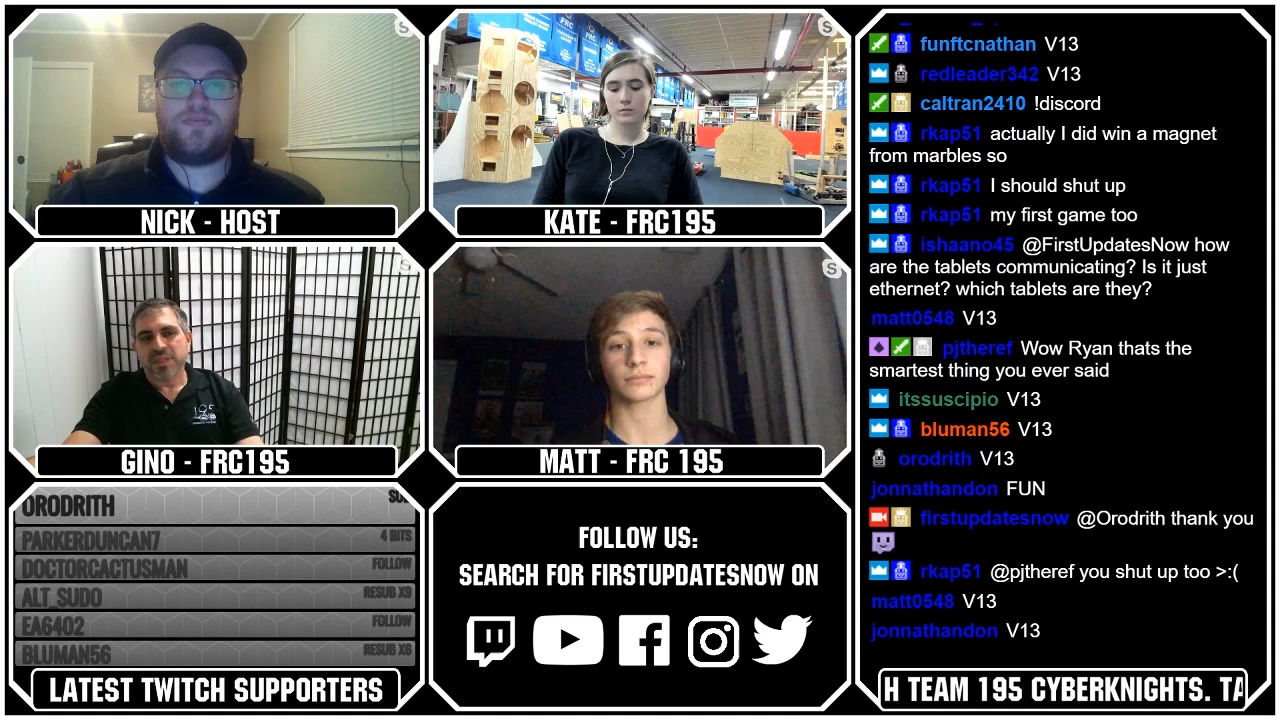 NICK - HOST
FRC
KATE - FRC195
GINO - FRC195
195
MATT - FRC 195
ORODRITH
PARKERDUNCAN7 4 BITS
DOCTORCACTUSMAN FOLLOW
ALT_SUDO RESUB X9
EA6402 FOLLOW
BLUMAN56 RESUB X6
LATEST TWITCH SUPPORTERS
FOLLOW US:
SEARCH FOR FIRSTUPDATESNOW ON
funftcnathan V13
redleader342 V13
caltran2410 !discord
rkap51 actually I did win a magnet
from marbles so
rkap51 I should shut up
rkap51 my first game too
ishaano45 @FirstUpdatesNow how
are the tablets communicating? Is it just
ethernet? which tablets are they?
matt0548 V13
pjtheref Wow Ryan thats the
smartest thing you ever said
itssuscipio V13
bluman56 V13
orodrith V13
jonnathandon FUN
firstupdatesnow @Orodrith thank you
rkap51 @pjtheref you shut up too >:(
matt0548 V13
jonnathandon V13
H TEAM 195 CYBERKNIGHTS. TA